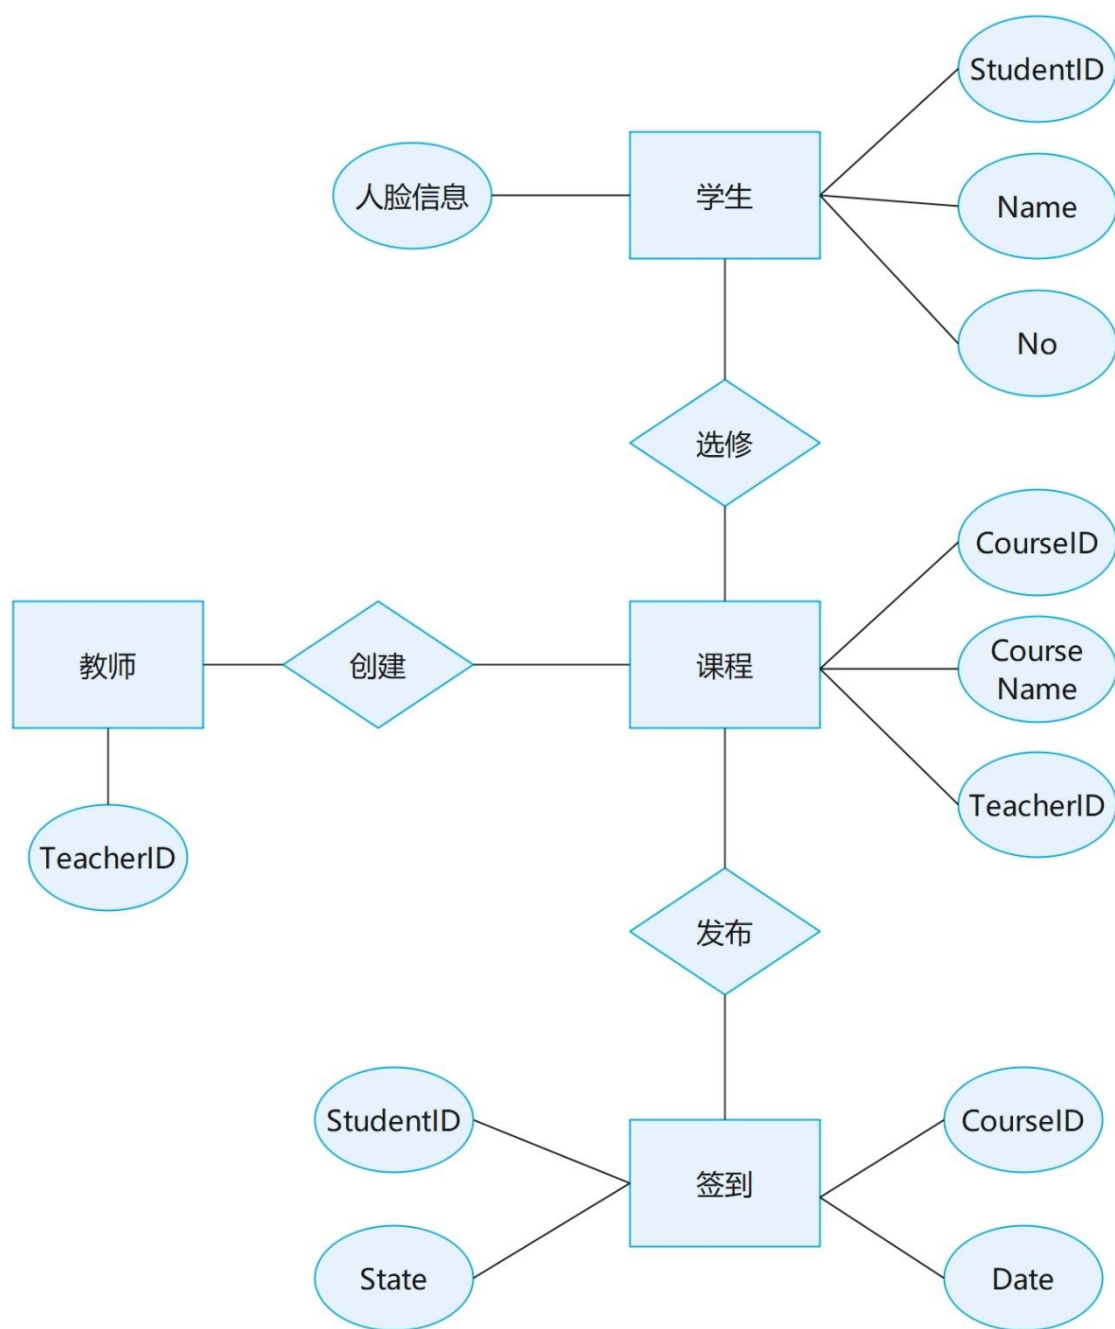 StudentID
人脸信息
学生
Name
No
选修
CourseID
教师
创建
课程
Course
Name
TeacherID
TeacherID
发布
StudentID
CourseID
签到
State
Date